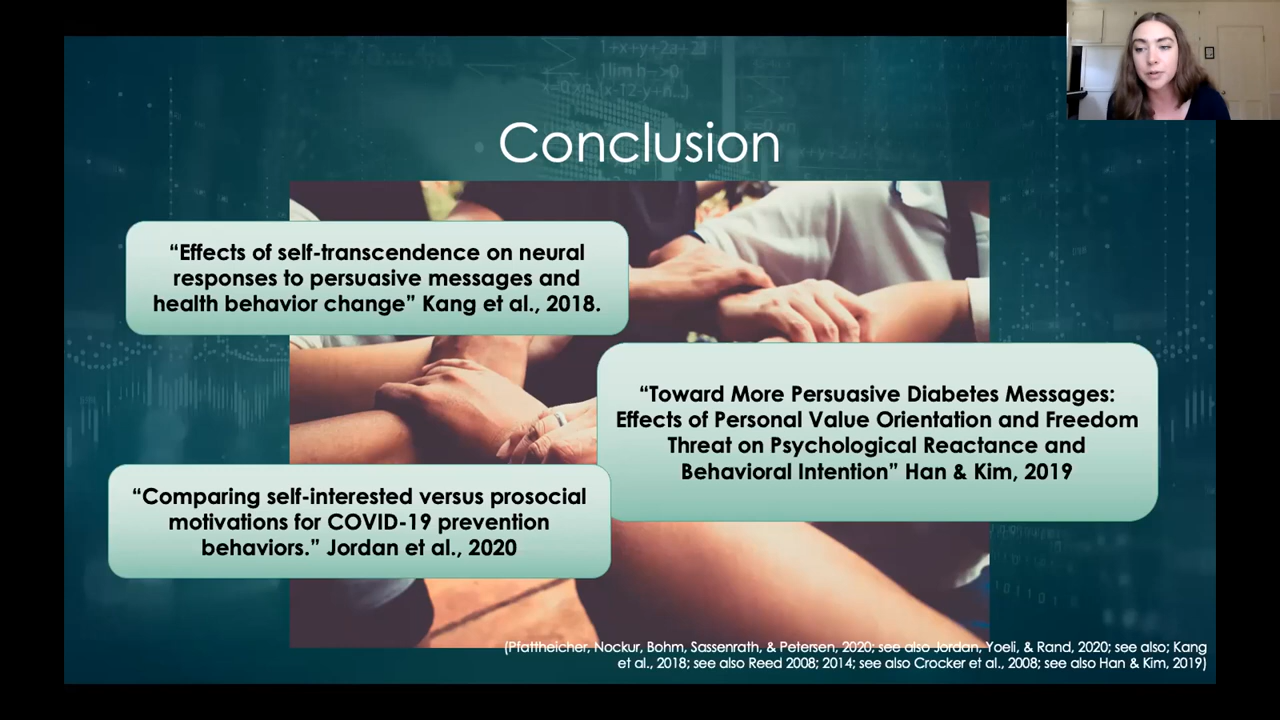 1+x+y+2a+2
Conclusion
“Effects of self-transcendence on neural
responses to persuasive messages and
health behavior change” Kang et al., 2018.
“Toward More Persuasive Diabetes Messages:
Effects of Personal Value Orientation and Freedom
Threat on Psychological Reactance and
Behavioral Intention” Han & Kim, 2019
“Comparing self-interested versus prosocial
motivations for COVID-19 prevention
behaviors.” Jordan et al., 2020
(Pfattheicher, Nockur, Bohm, Sassenrath, & Petersen, 2020; see also Jordan, Yoeli, & Rand, 2020; see also; Kang
et al., 2018; see also Reed 2008; 2014; see also Crocker et al., 2008; see also Han & Kim, 2019)